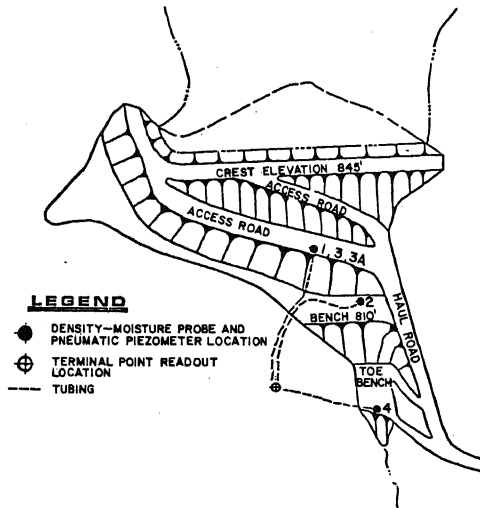 CREST ELEVATION 845'
ACCESS ROAD
ACCESS ROAD
1,3,3A
2
HAUL ROAD
BENCH 810'
TOE
BENCH
4
LEGEND
DENSITY-MOISTURE PROBE AND
PNEUMATIC PIEZOMETER LOCATION
TERMINAL POINT READOUT
LOCATION
TUBING